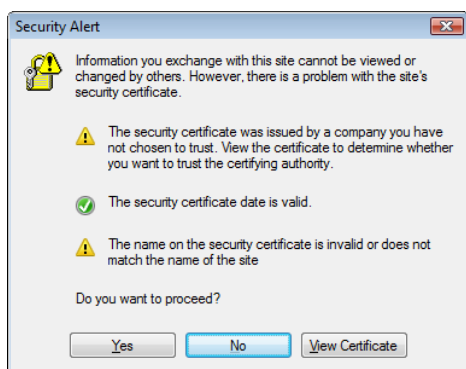 Security Alert
Information you exchange with this site cannot be viewed or
changed by others. However, there is a problem with the site's
security certificate.
The security certificate was issued by a company you have
not chosen to trust. View the certificate to determine whether
you want to trust the certifying authority.
The security certificate date is valid.
The name on the security certificate is invalid or does not
match the name of the site
Do you want to proceed?
Yes No View Certificate